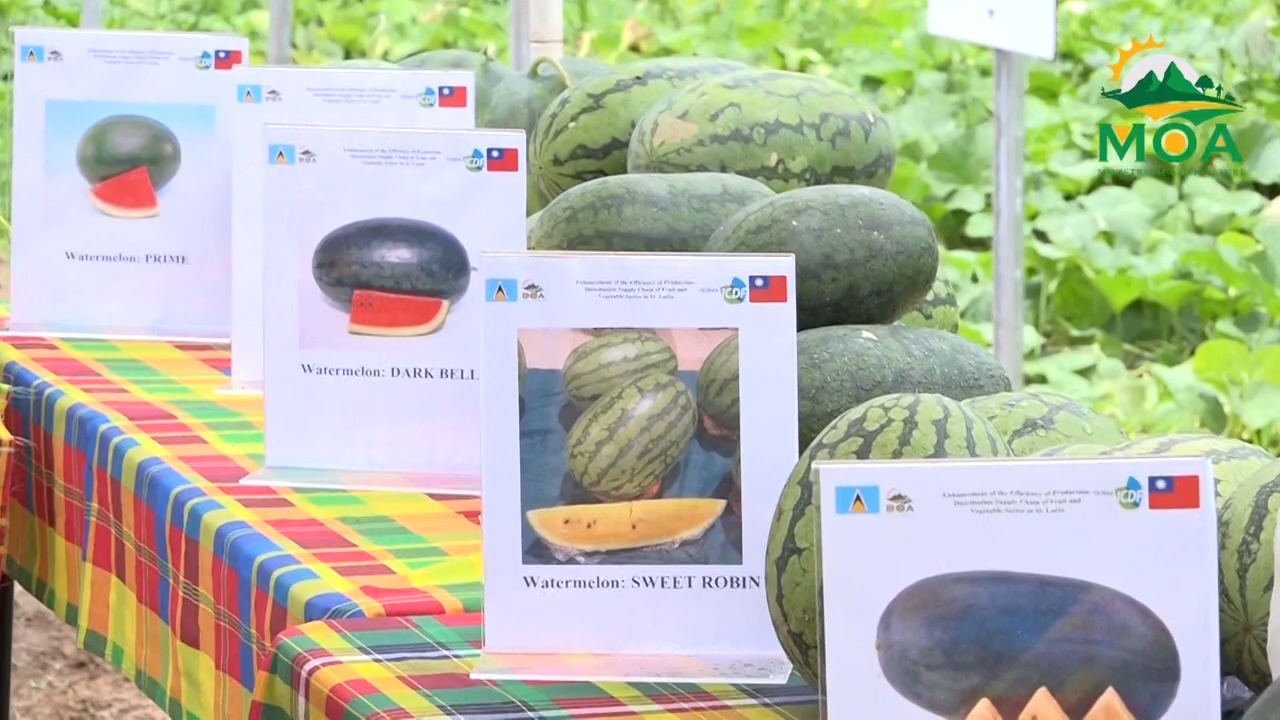 MOA
Watermelon: PRIME
Watermelon: DARK BELL
Enhancement of the Efficiency of Production-
Distribution Supply Chain of Fruit and
Vegetable Sector in St. Lucia
ICDF
Watermelon: SWEET ROBIN
Enhancement of the Efficiency of Production-
Distribution Supply Chain of Fruit and
Vegetable Sector in St. Lucia
ICDF